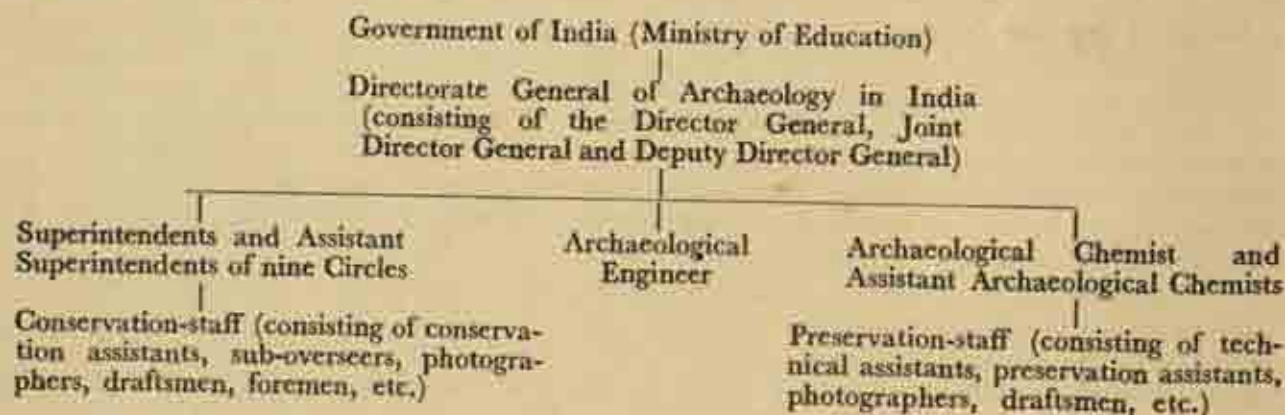 Government of India (Ministry of Education)
Directorate General of Archaeology in India
(consisting of the Director General, Joint
Director General and Deputy Director General)
Superintendents and Assistant
Superintendents of nine Circles
Conservation-staff (consisting of conserva-
tion assistants, sub-overseers, photogra-
phers, draftsmen, foremen, etc.)
Archaeological
Engineer
Archaeological Chemist and
Assistant Archaeological Chemists
Preservation-staff (consisting of tech-
nical assistants, preservation assistants,
photographers, draftsmen, etc.)